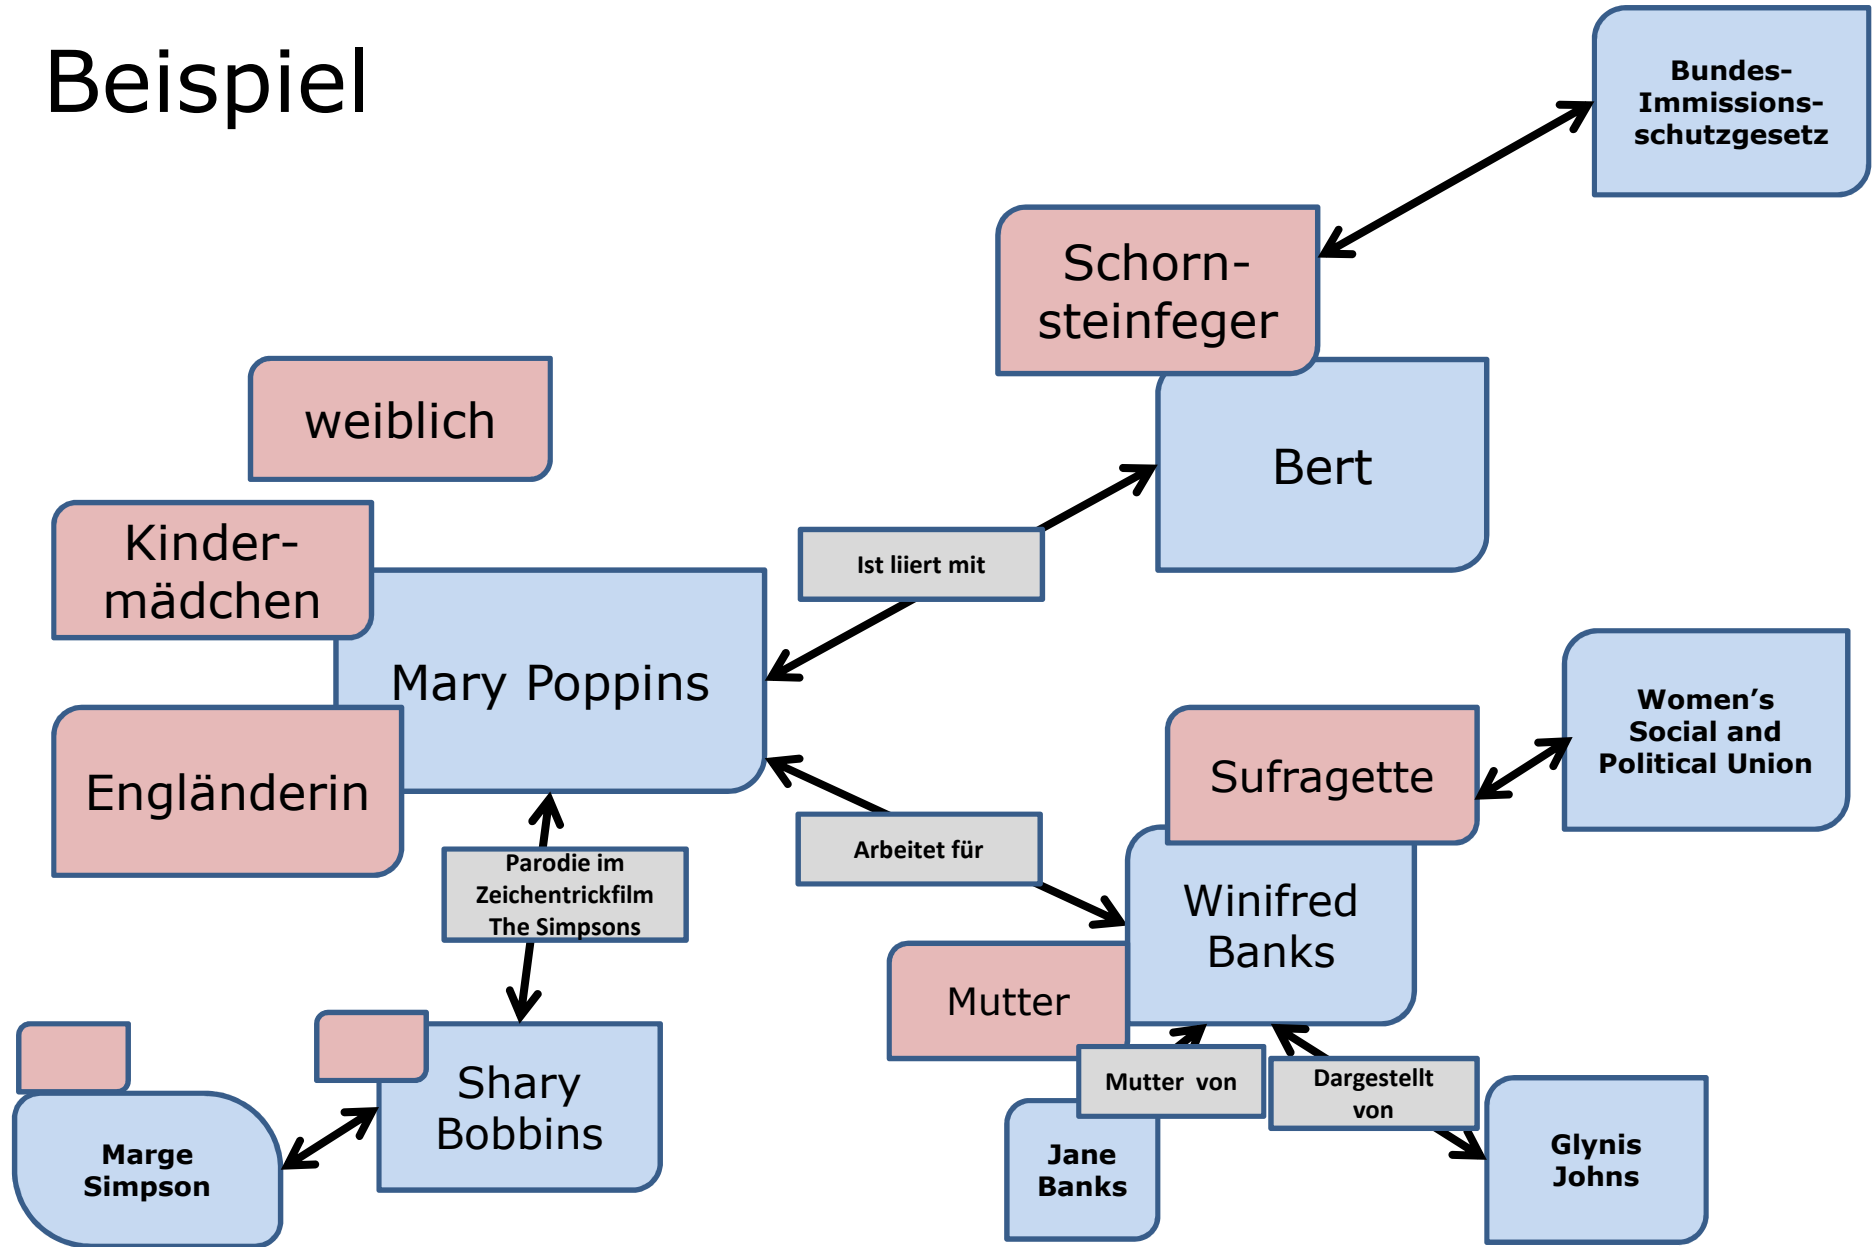 Beispiel
Bundes-
Immissions-
schutzgesetz
Schorn-
steinfeger
weiblich
Bert
Kinder-
mädchen
Ist liiert mit
Mary Poppins
Women’s
Social and
Political Union
Sufragette
Engländerin
Arbeitet für
Parodie im
Zeichentrickfilm
The Simpsons
Winifred
Banks
Mutter
Shary
Bobbins
Mutter von
Dargestellt
von
Marge
Simpson
Jane
Banks
Glynis
Johns